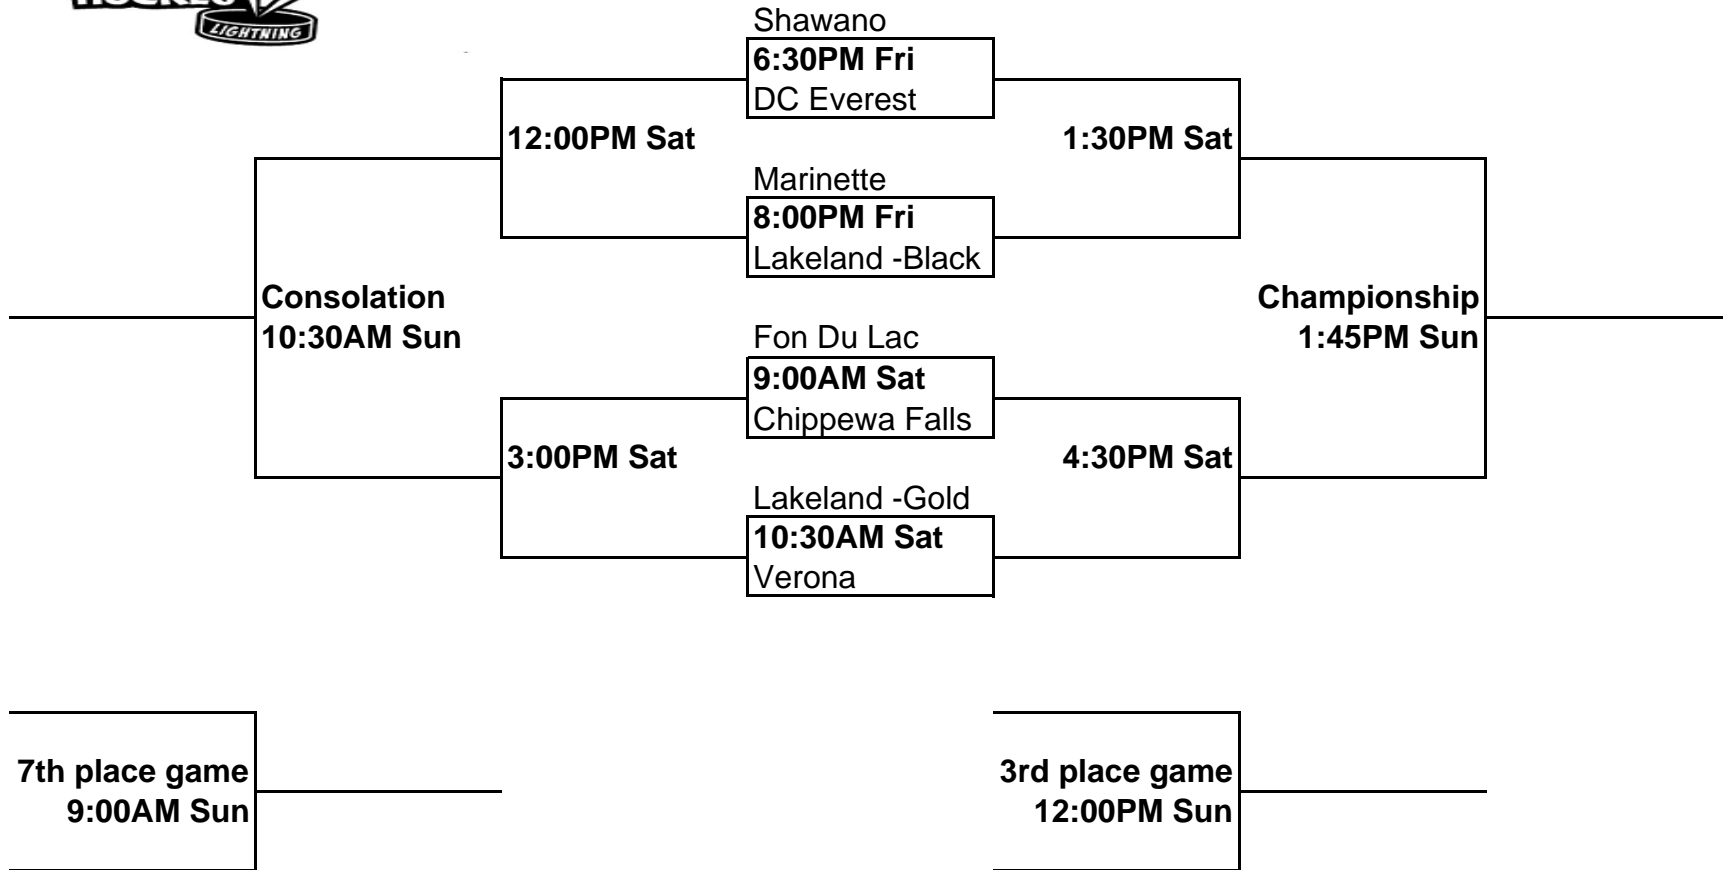 LIGHTNING
Shawano
6:30PM Fri
DC Everest
12:00PM Sat
1:30PM Sat
Marinette
8:00PM Fri
Lakeland -Black
Consolation
10:30AM Sun
Championship
1:45PM Sun
Fon Du Lac
9:00AM Sat
Chippewa Falls
3:00PM Sat
4:30PM Sat
Lakeland -Gold
10:30AM Sat
Verona
7th place game
9:00AM Sun
3rd place game
12:00PM Sun